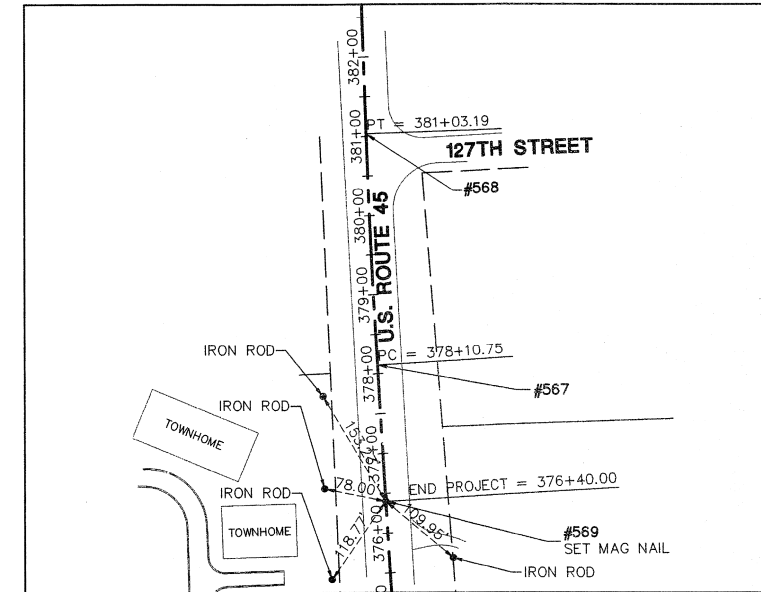 382+00
PT = 381+03.19
381+00
127TH STREET
#568
380+00
U.S. ROUTE 45
379+00
IRON ROD
378+00
PC = 378+10.75
#567
IRON ROD
TOWNHOME
78.00'
END PROJECT = 376+40.00
IRON ROD
109.95'
376+00
118.77'
TOWNHOME
#569
SET MAG NAIL
IRON ROD